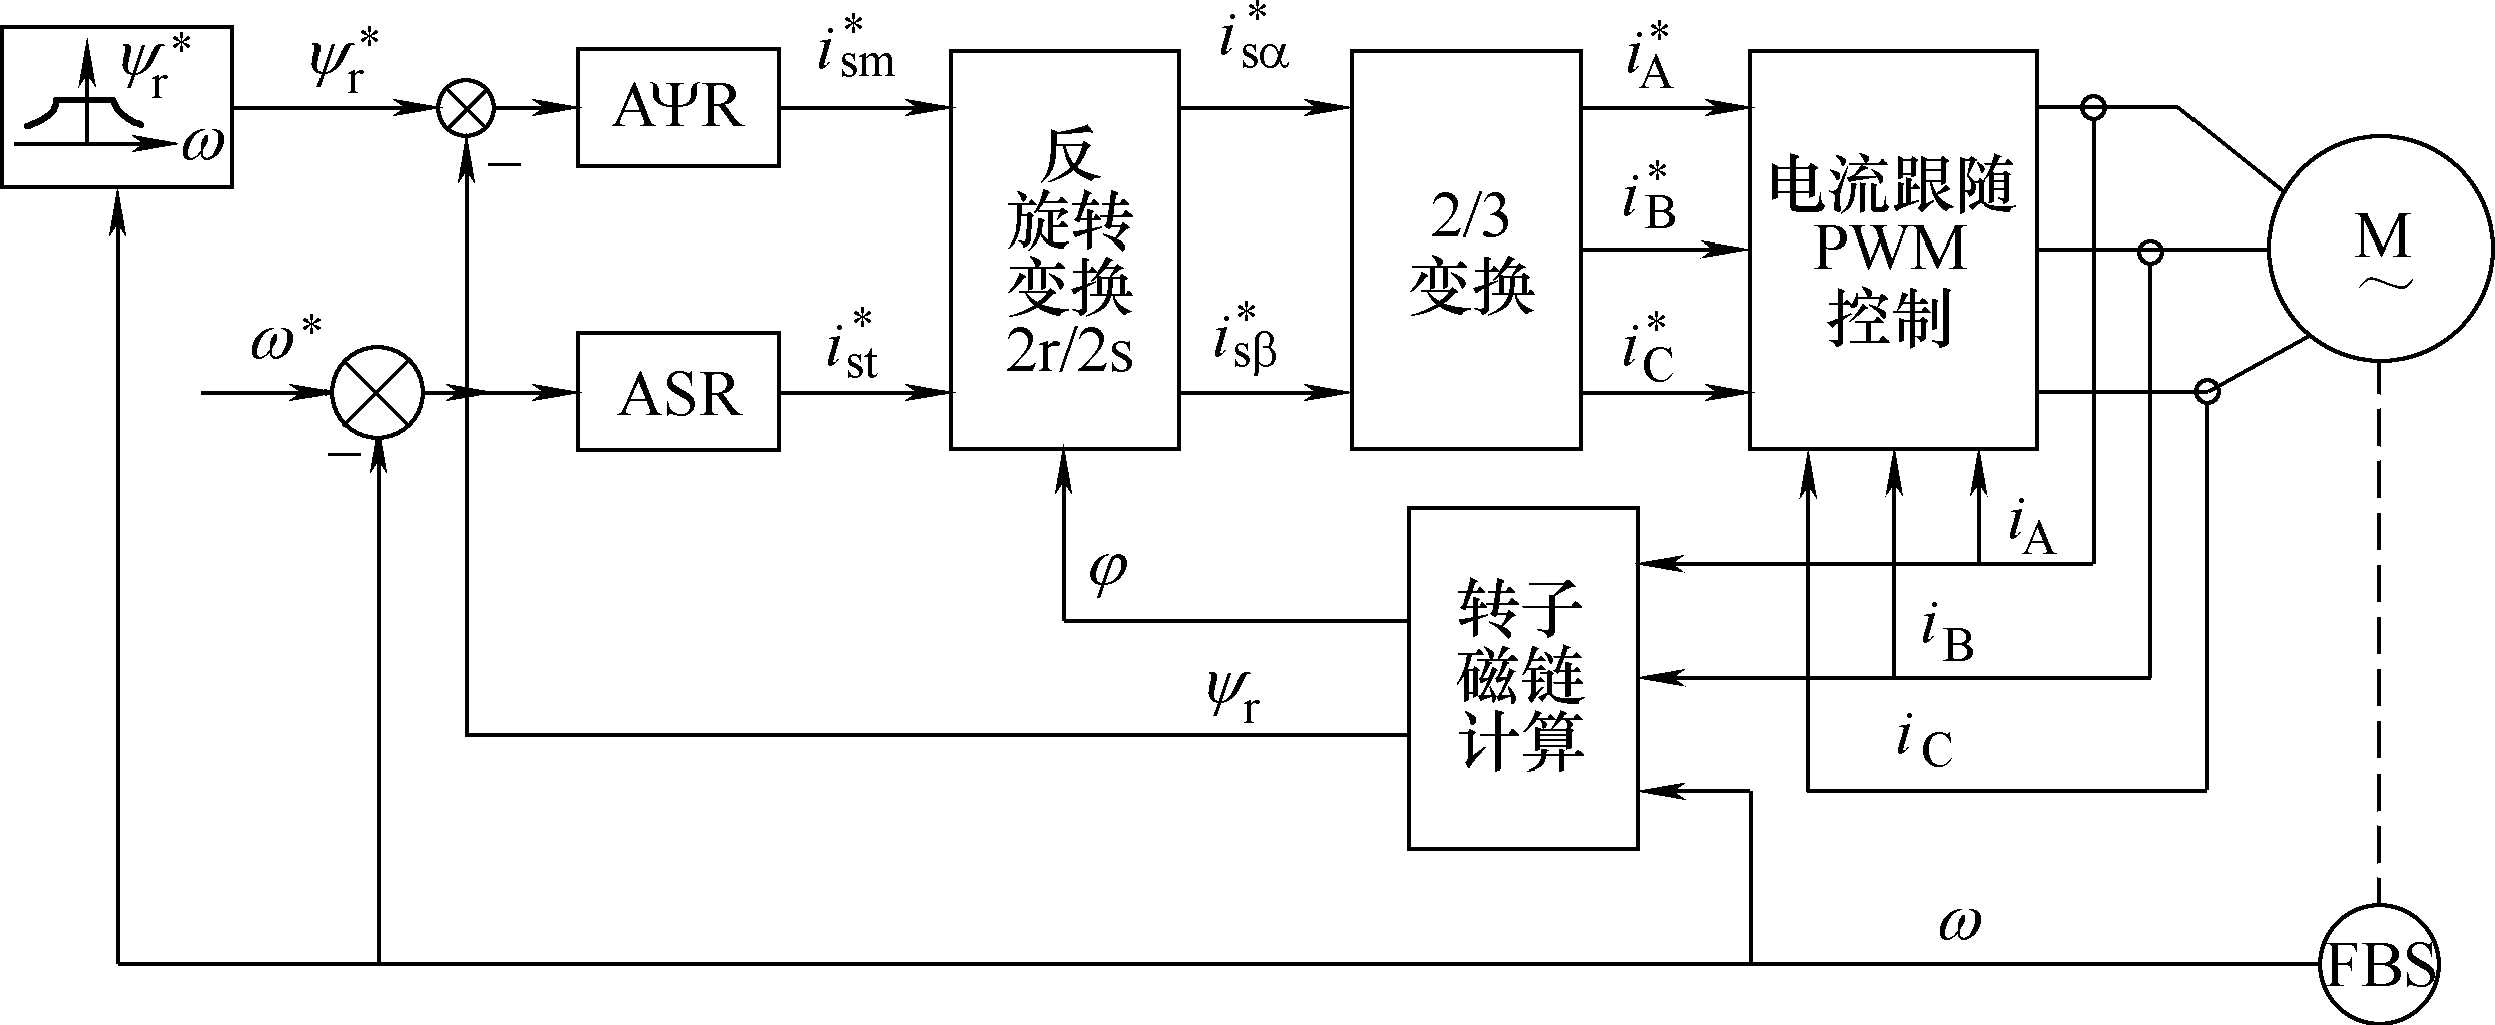 ψr*
ω
ψr*
−
AΨR
i*sm
反
旋转
变换
2r/2s
i*sα
2/3
变换
i*A
i*B
i*C
电流跟随
PWM
控制
M
~
ω*
−
ASR
i*st
i*sβ
φ
ψr
转子
磁链
计算
iA
iB
iC
ω
FBS